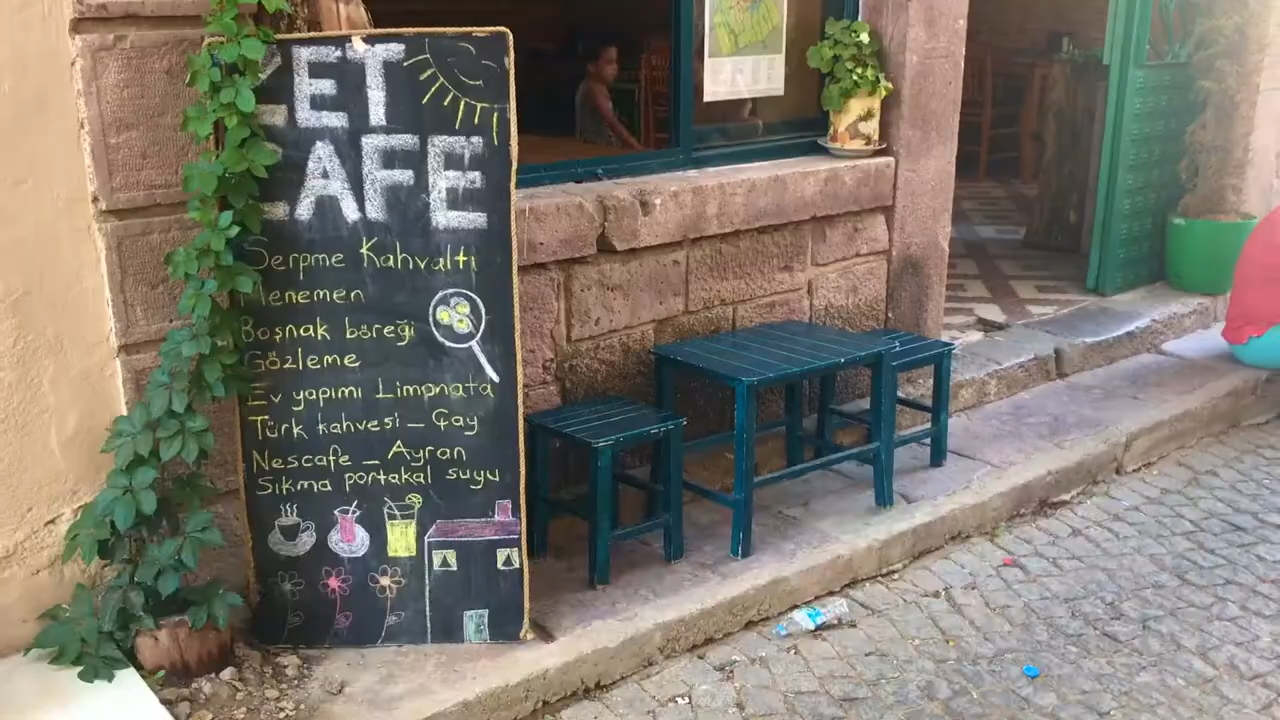 ZET
CAFE
Serpme Kahvaltı
Menemen
Boşnak böreği
Gözleme
Ev yapımı Limonata
Türk kahvesi _ Çay
Nescafe _ Ayran
Sıkma portakal suyu